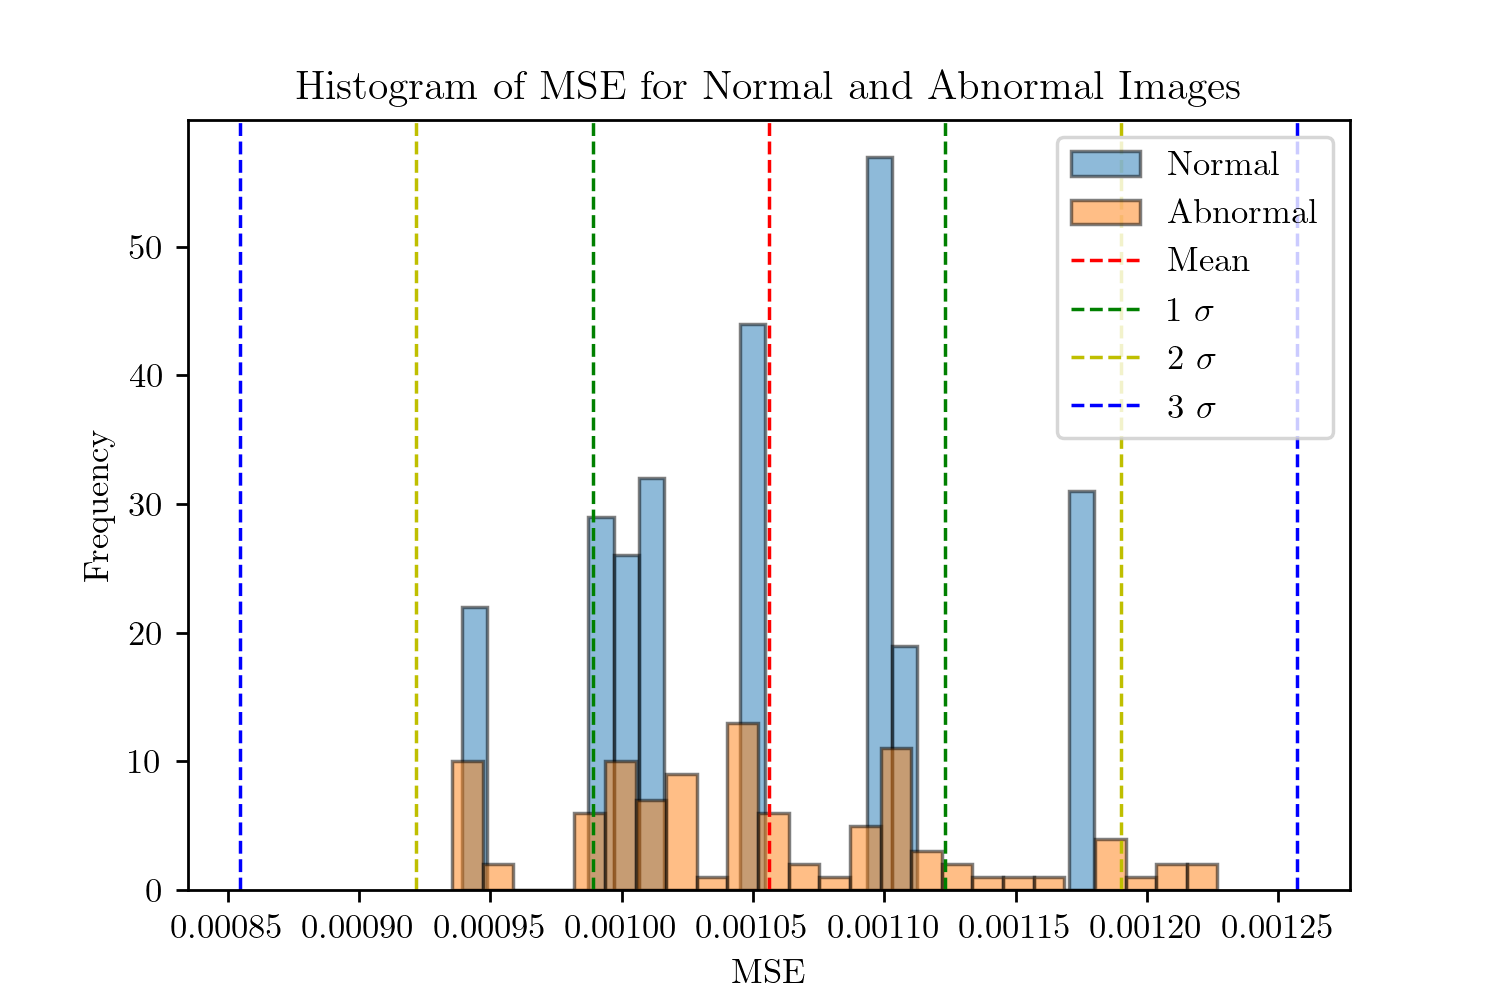 Histogram of MSE for Normal and Abnormal Images
Normal
Abnormal
Mean
1 σ
2 σ
3 σ
Frequency
50
40
30
20
10
0
0.00085 0.00090 0.00095 0.00100 0.00105 0.00110 0.00115 0.00120 0.00125
MSE